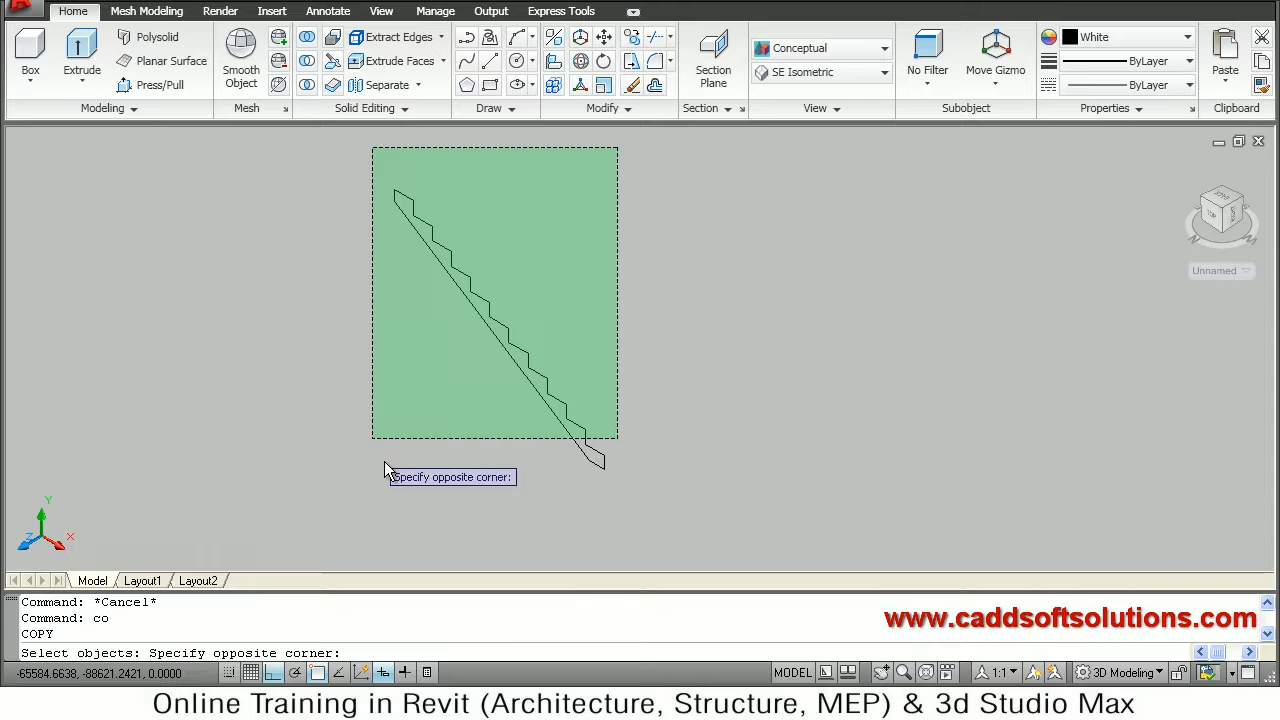 Home Mesh Modeling Render Insert Annotate View Manage Output Express Tools
Polysolid Extract Edges Conceptual White
Planar Surface Extrude Faces ByLayer
Box Extrude Smooth Object Section Plane SE Isometric No Filter Move Gizmo Paste
Press/Pull Separate ByLayer
Modeling Mesh Solid Editing Draw Modify Section View Subobject Properties Clipboard
TOP
Unnamed
Specify opposite corner:
Y
Z X
Model Layout1 Layout2
Command: *Cancel*
Command: co
COPY
Select objects: Specify opposite corner:
www.caddsoftsolutions.com
-65584.6638, -88621.2421, 0.0000 MODEL 1:1 3D Modeling
Online Training in Revit (Architecture, Structure, MEP) & 3d Studio Max